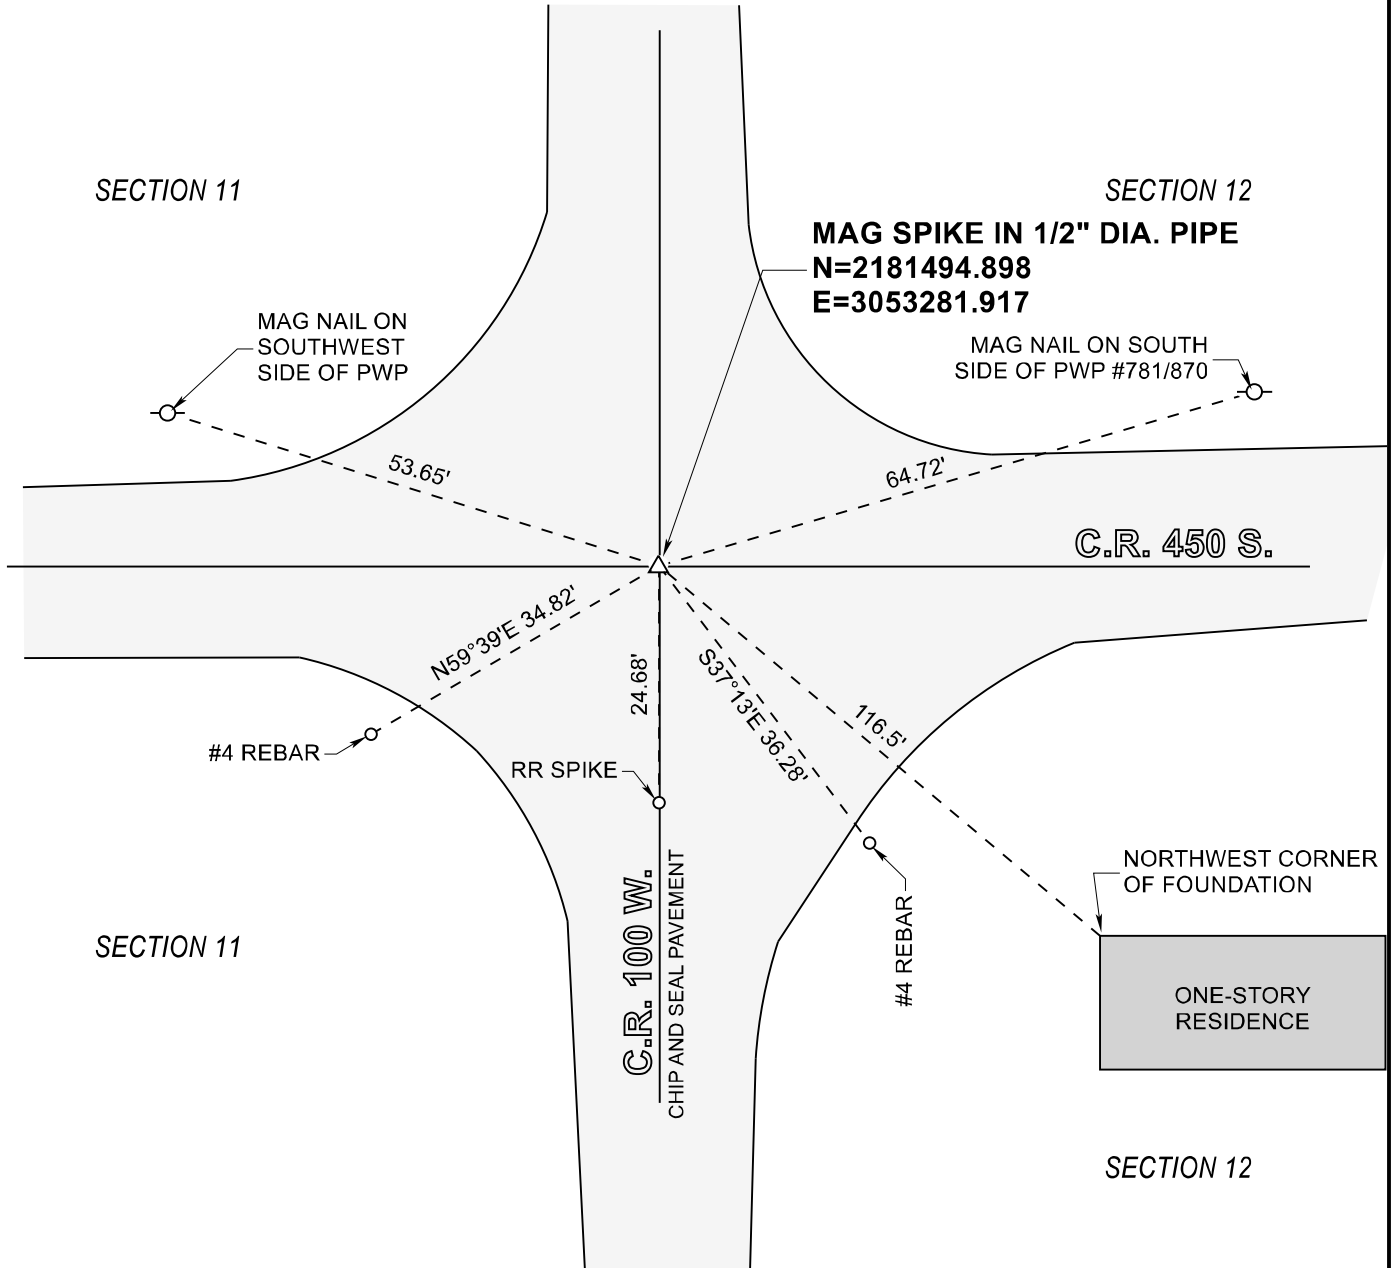 SECTION 11
SECTION 12
MAG SPIKE IN 1/2" DIA. PIPE
N=2181494.898
E=3053281.917
MAG NAIL ON
SOUTHWEST
SIDE OF PWP
MAG NAIL ON SOUTH
SIDE OF PWP #781/870
53.65'
64.72'
C.R. 450 S.
N59°39'E 34.82'
24.68'
S37°13'E 36.28'
116.5'
#4 REBAR
RR SPIKE
C.R. 100 W.
CHIP AND SEAL PAVEMENT
#4 REBAR
NORTHWEST CORNER
OF FOUNDATION
SECTION 11
ONE-STORY
RESIDENCE
SECTION 12